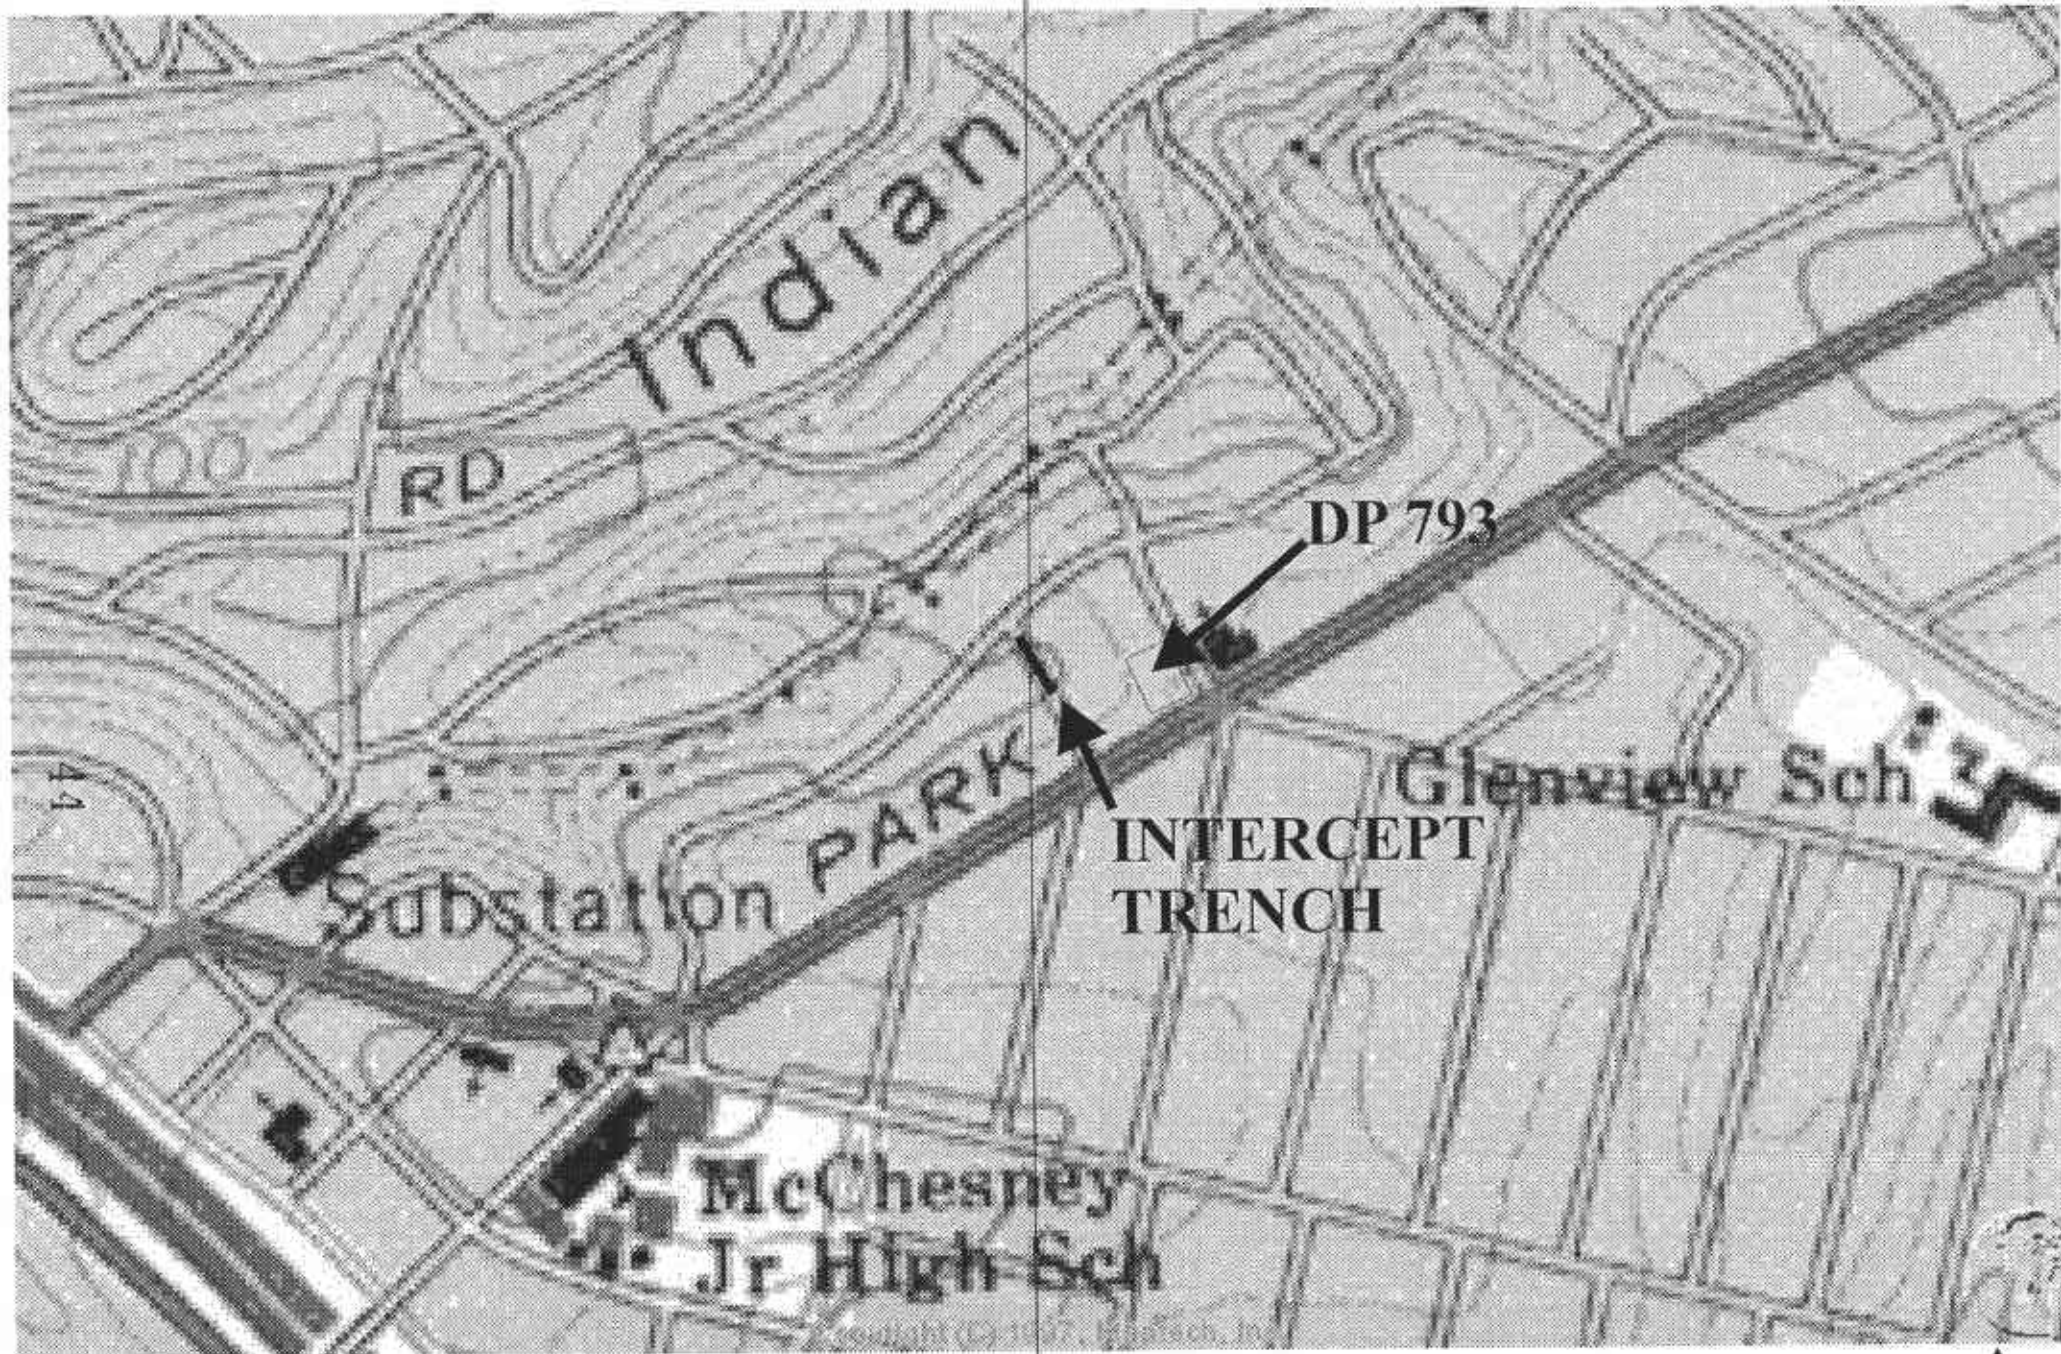 Indian
100
RD
DP 793
PARK
Glenview Sch
INTERCEPT
TRENCH
44
Substation
McChesney
Jr High Sch